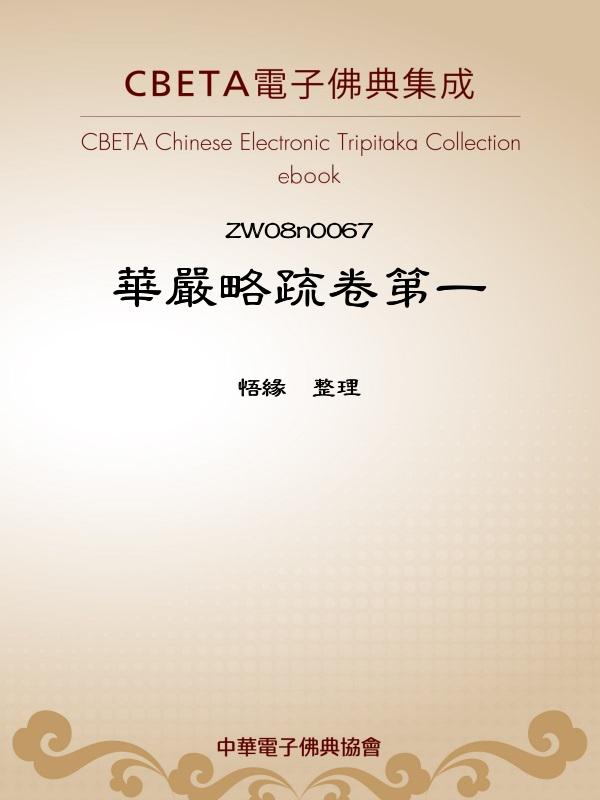 CBETA電子佛典集成
CBETA Chinese Electronic Tripitaka Collection
ebook
ZW08n0067
華嚴略疏卷第一
悟緣　整理
中華電子佛典協會